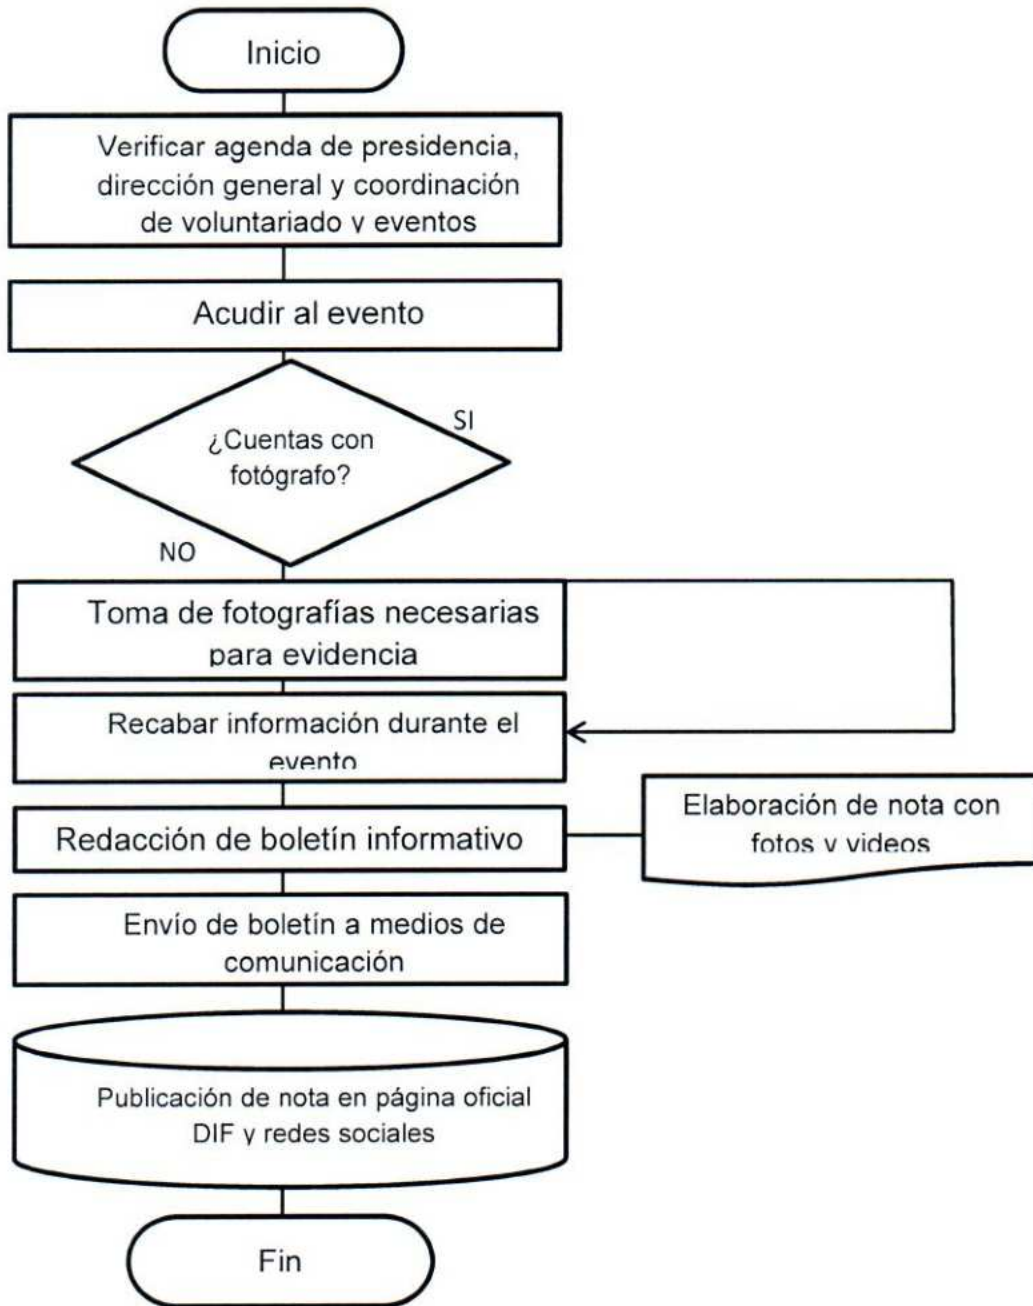 Inicio
Verificar agenda de presidencia,
dirección general y coordinación
de voluntariado y eventos
Acudir al evento
SI
¿Cuentas con
fotógrafo?
NO
Toma de fotografías necesarias
para evidencia
Recabar información durante el
evento
Redacción de boletín informativo
Elaboración de nota con
fotos y videos
Envío de boletín a medios de
comunicación
Publicación de nota en página oficial
DIF y redes sociales
Fin